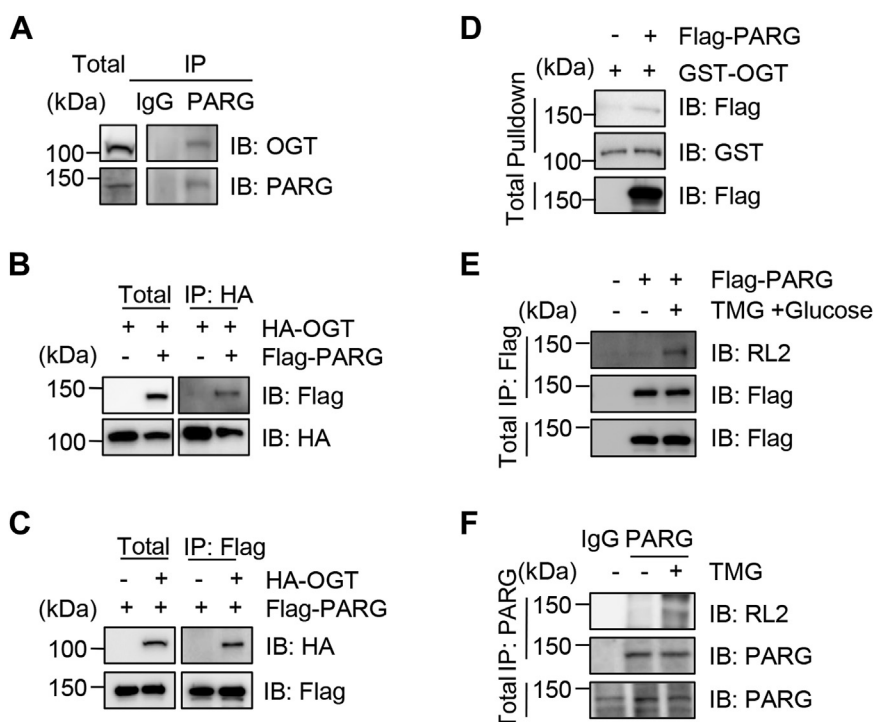 A
Total IP
(kDa) IgG PARG
100 IB: OGT
150 IB: PARG
B
Total IP: HA
+ + + + HA-OGT
(kDa) - + - + Flag-PARG
150 IB: Flag
100 IB: HA
C
Total IP: Flag
- + - + HA-OGT
(kDa) + + + + Flag-PARG
100 IB: HA
150 IB: Flag
D
- + Flag-PARG
(kDa) + + GST-OGT
Pulldown
150 IB: Flag
100 IB: GST
Total
150 IB: Flag
E
- + + Flag-PARG
(kDa) - - + TMG +Glucose
IP: Flag
150 IB: RL2
150 IB: Flag
Total
150 IB: Flag
F
IgG PARG
(kDa) - - + TMG
IP: PARG
150 IB: RL2
150 IB: PARG
Total
150 IB: PARG